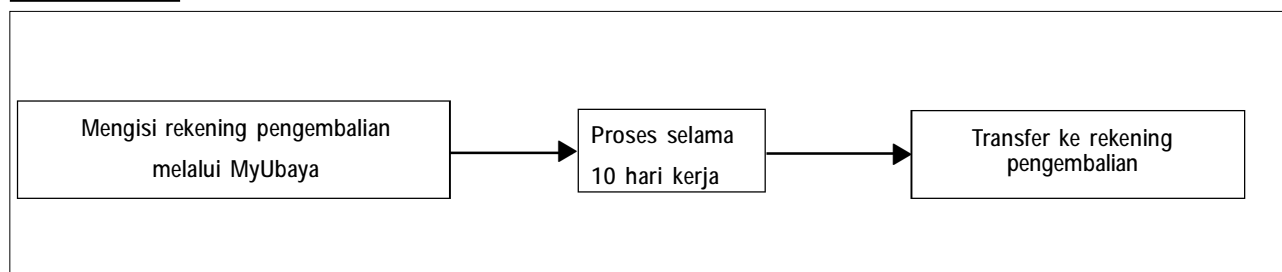 Mengisi rekening pengembalian
melalui MyUbaya
Proses selama
10 hari kerja
Transfer ke rekening
pengembalian